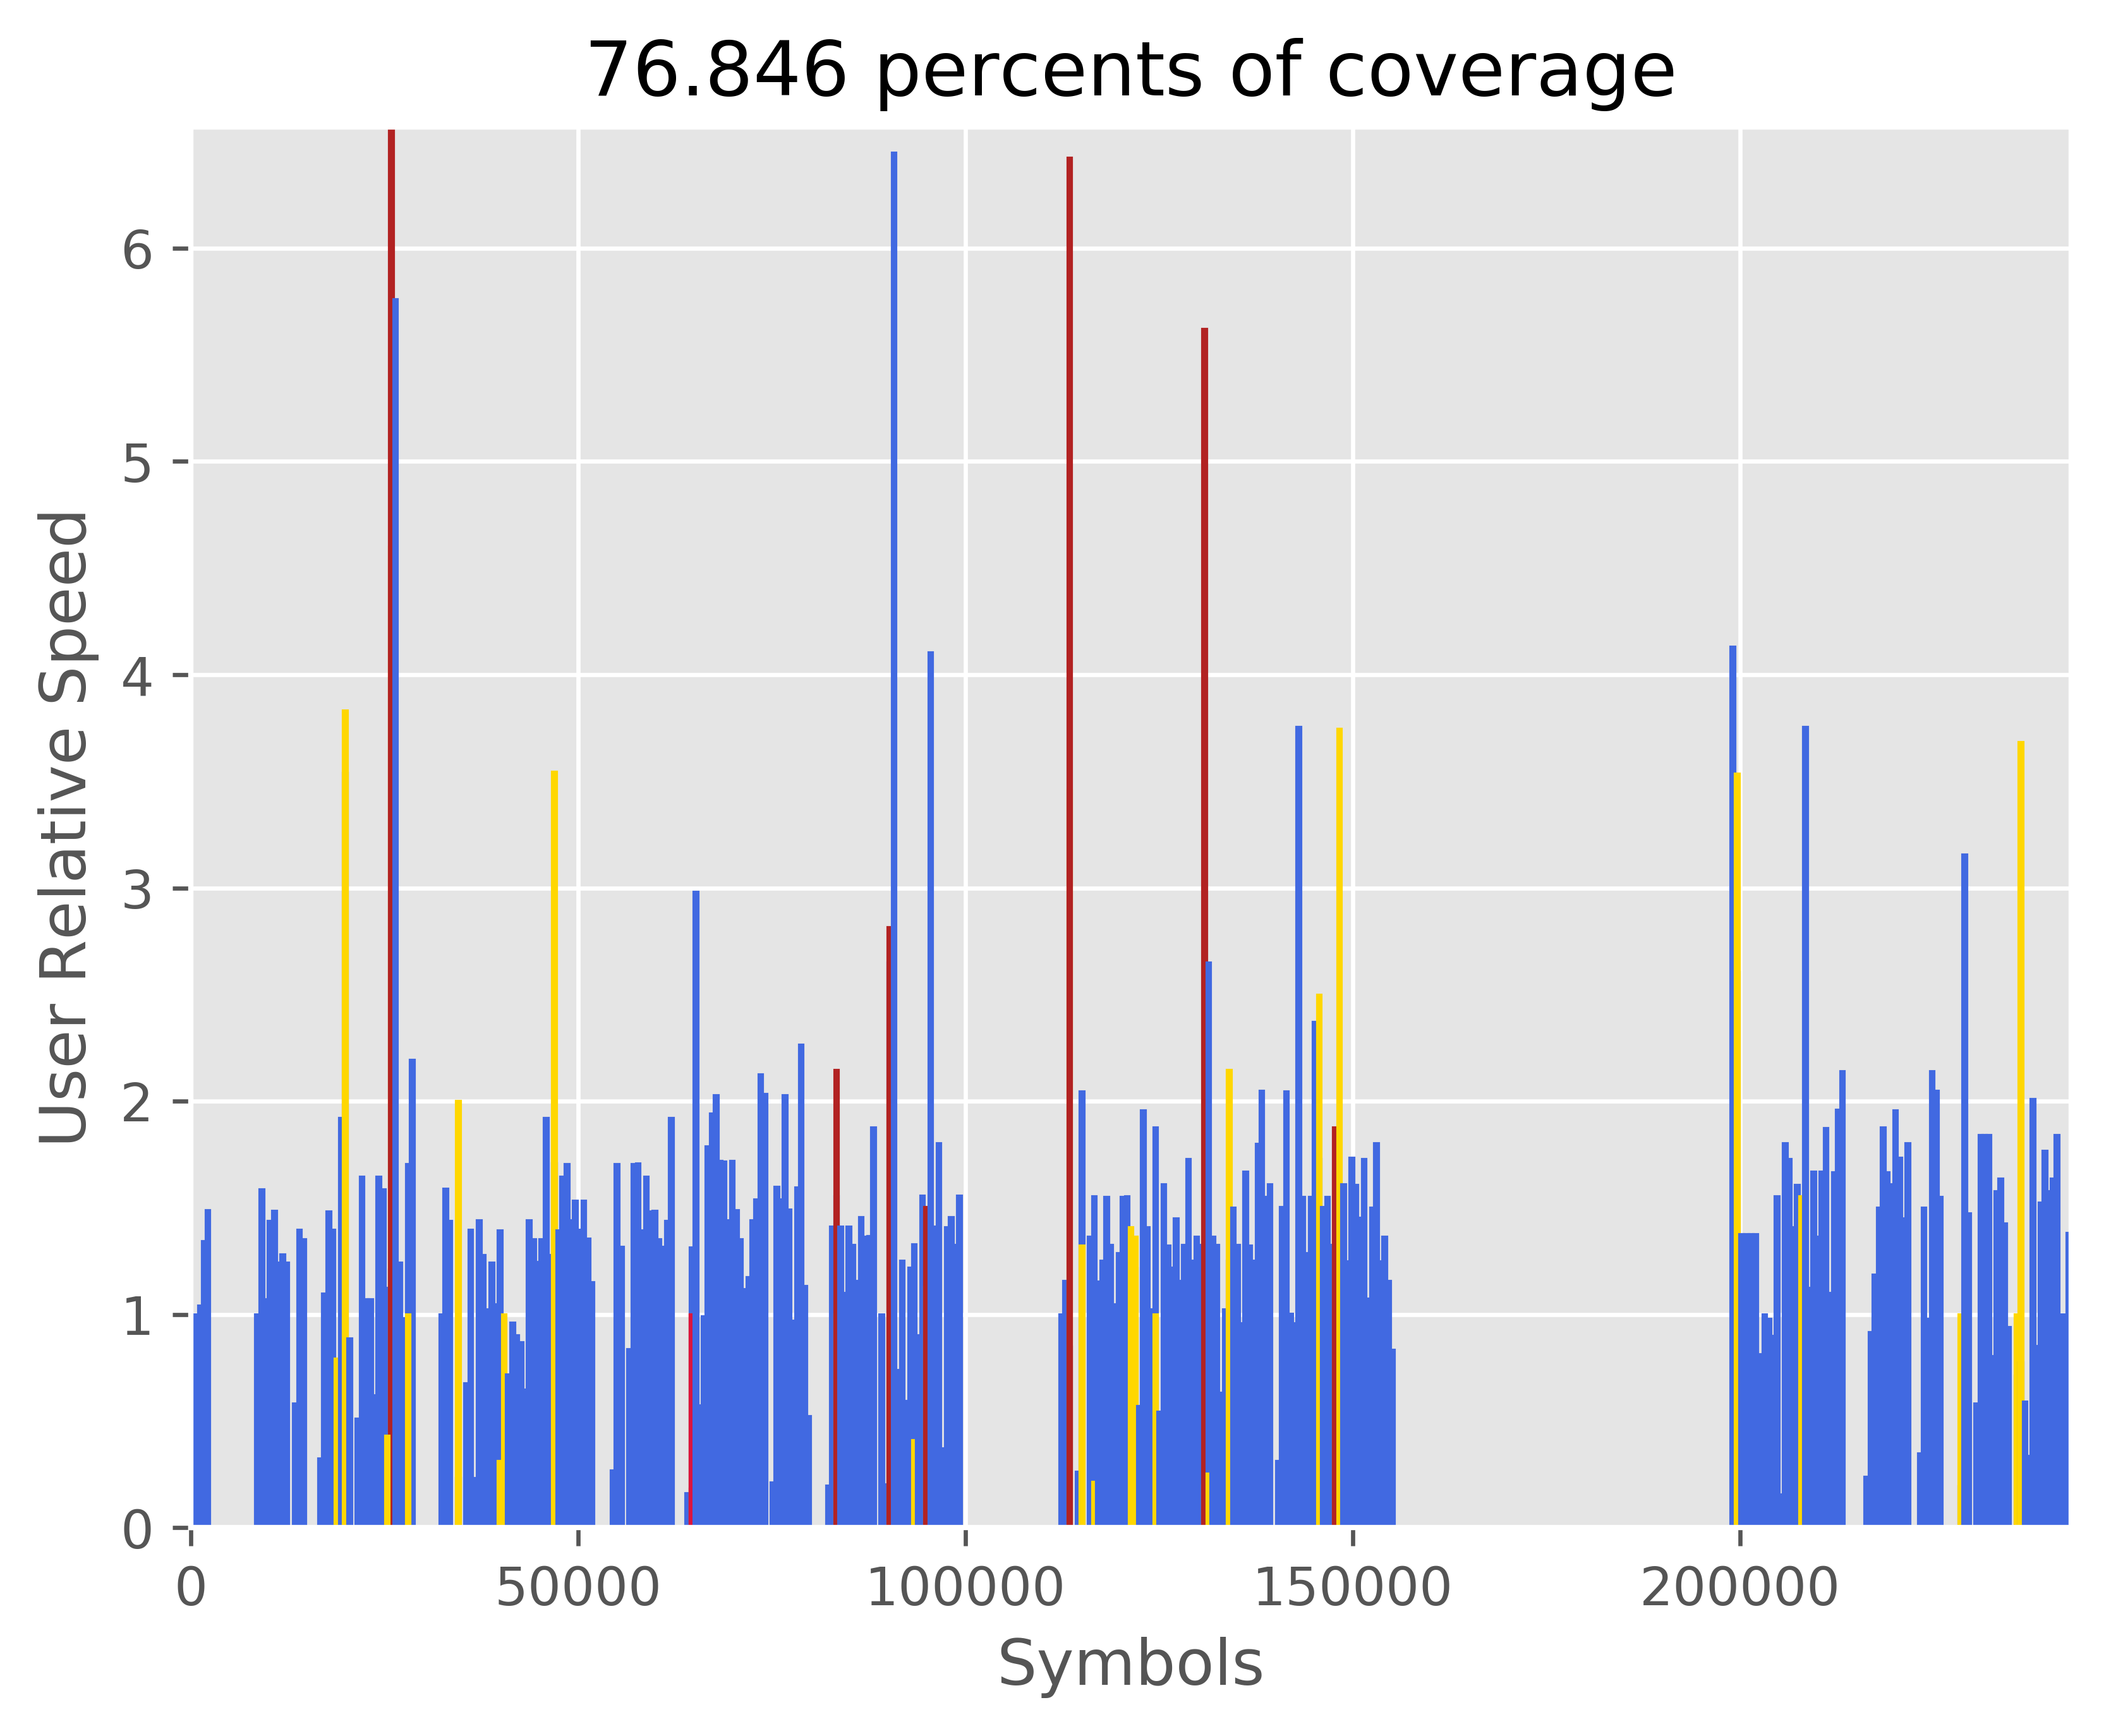 76.846 percents of coverage
User Relative Speed
6
5
4
3
2
1
0
0 50000 100000 150000 200000
Symbols